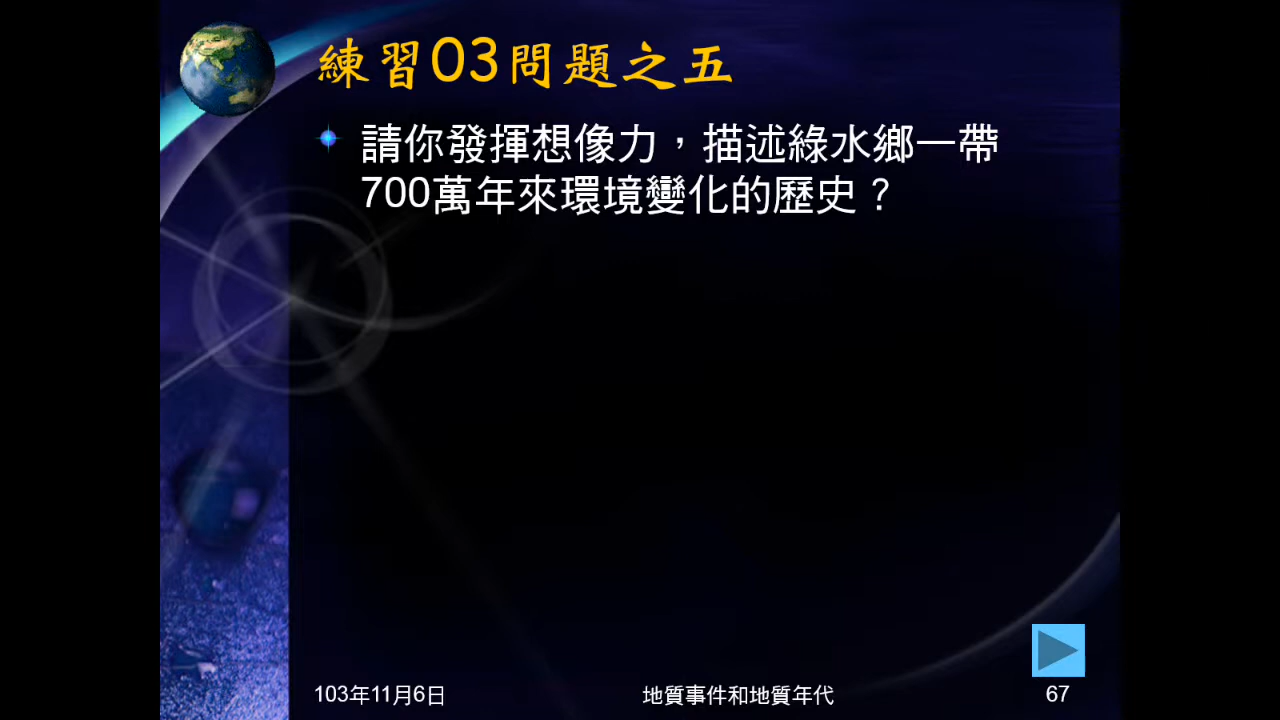 練習03問題之五
請你發揮想像力，描述綠水鄉一帶
700萬年來環境變化的歷史？
103年11月6日
地質事件和地質年代
67